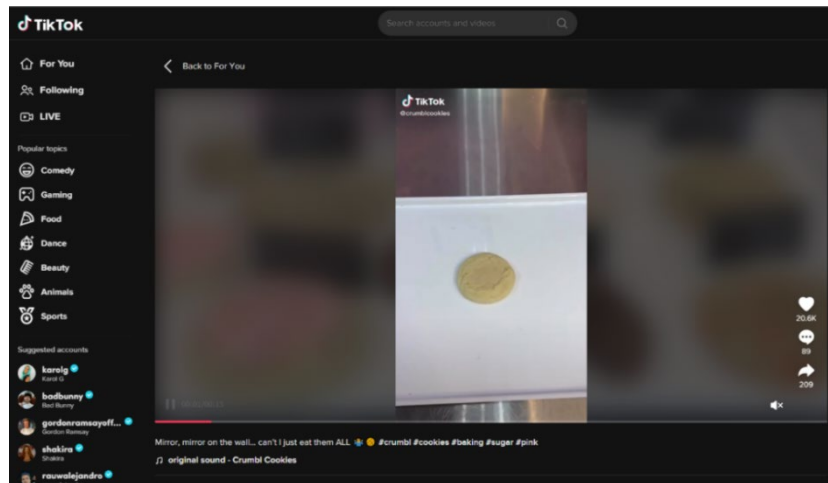 TikTok
Search accounts and videos
For You
Following
LIVE
Back to For You
TikTok
@crumblcookies
Popular topics
Comedy
Gaming
Food
Dance
Beauty
Animals
Sports
20.6K
89
209
Suggested accounts
karolg
Karol G
badbunny
Bad Bunny
gordonramsayoff...
Gordon Ramsay
shakira
Shakira
rauwalejandro
Mirror, mirror on the wall... can't I just eat them ALL #crumbl #cookies #baking #sugar #pink
original sound - Crumbl Cookies